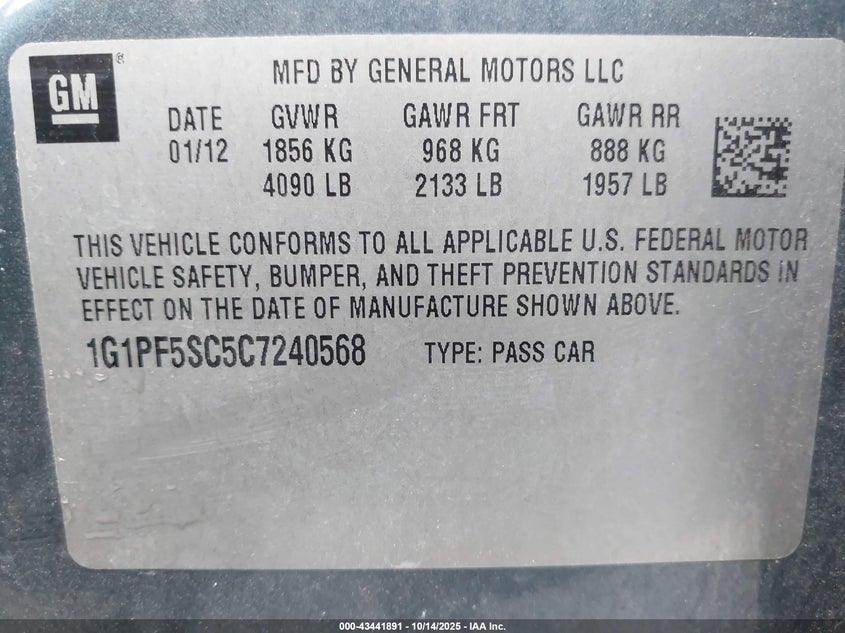 GM®
MFD BY GENERAL MOTORS LLC
DATE GVWR GAWR FRT GAWR RR
01/12 1856 KG 968 KG 888 KG
4090 LB 2133 LB 1957 LB
THIS VEHICLE CONFORMS TO ALL APPLICABLE U.S. FEDERAL MOTOR
VEHICLE SAFETY, BUMPER, AND THEFT PREVENTION STANDARDS IN
EFFECT ON THE DATE OF MANUFACTURE SHOWN ABOVE.
1G1PF5SC5C7240568 TYPE: PASS CAR
000-43441891 - 10/14/2025 - IAA Inc.